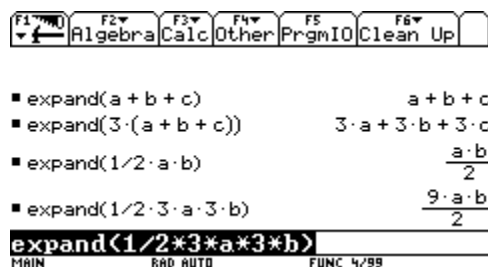 F1 F2 F3 F4 F5 F6
Algebra Calc Other PrgmIO Clean Up
expand(a + b + c) a + b + c
expand(3·(a + b + c)) 3·a + 3·b + 3·c
expand(1/2·a·b) a·b
2
expand(1/2·3·a·3·b) 9·a·b
2
expand(1/2*3*a*3*b)
MAIN RAD AUTO FUNC 4/99